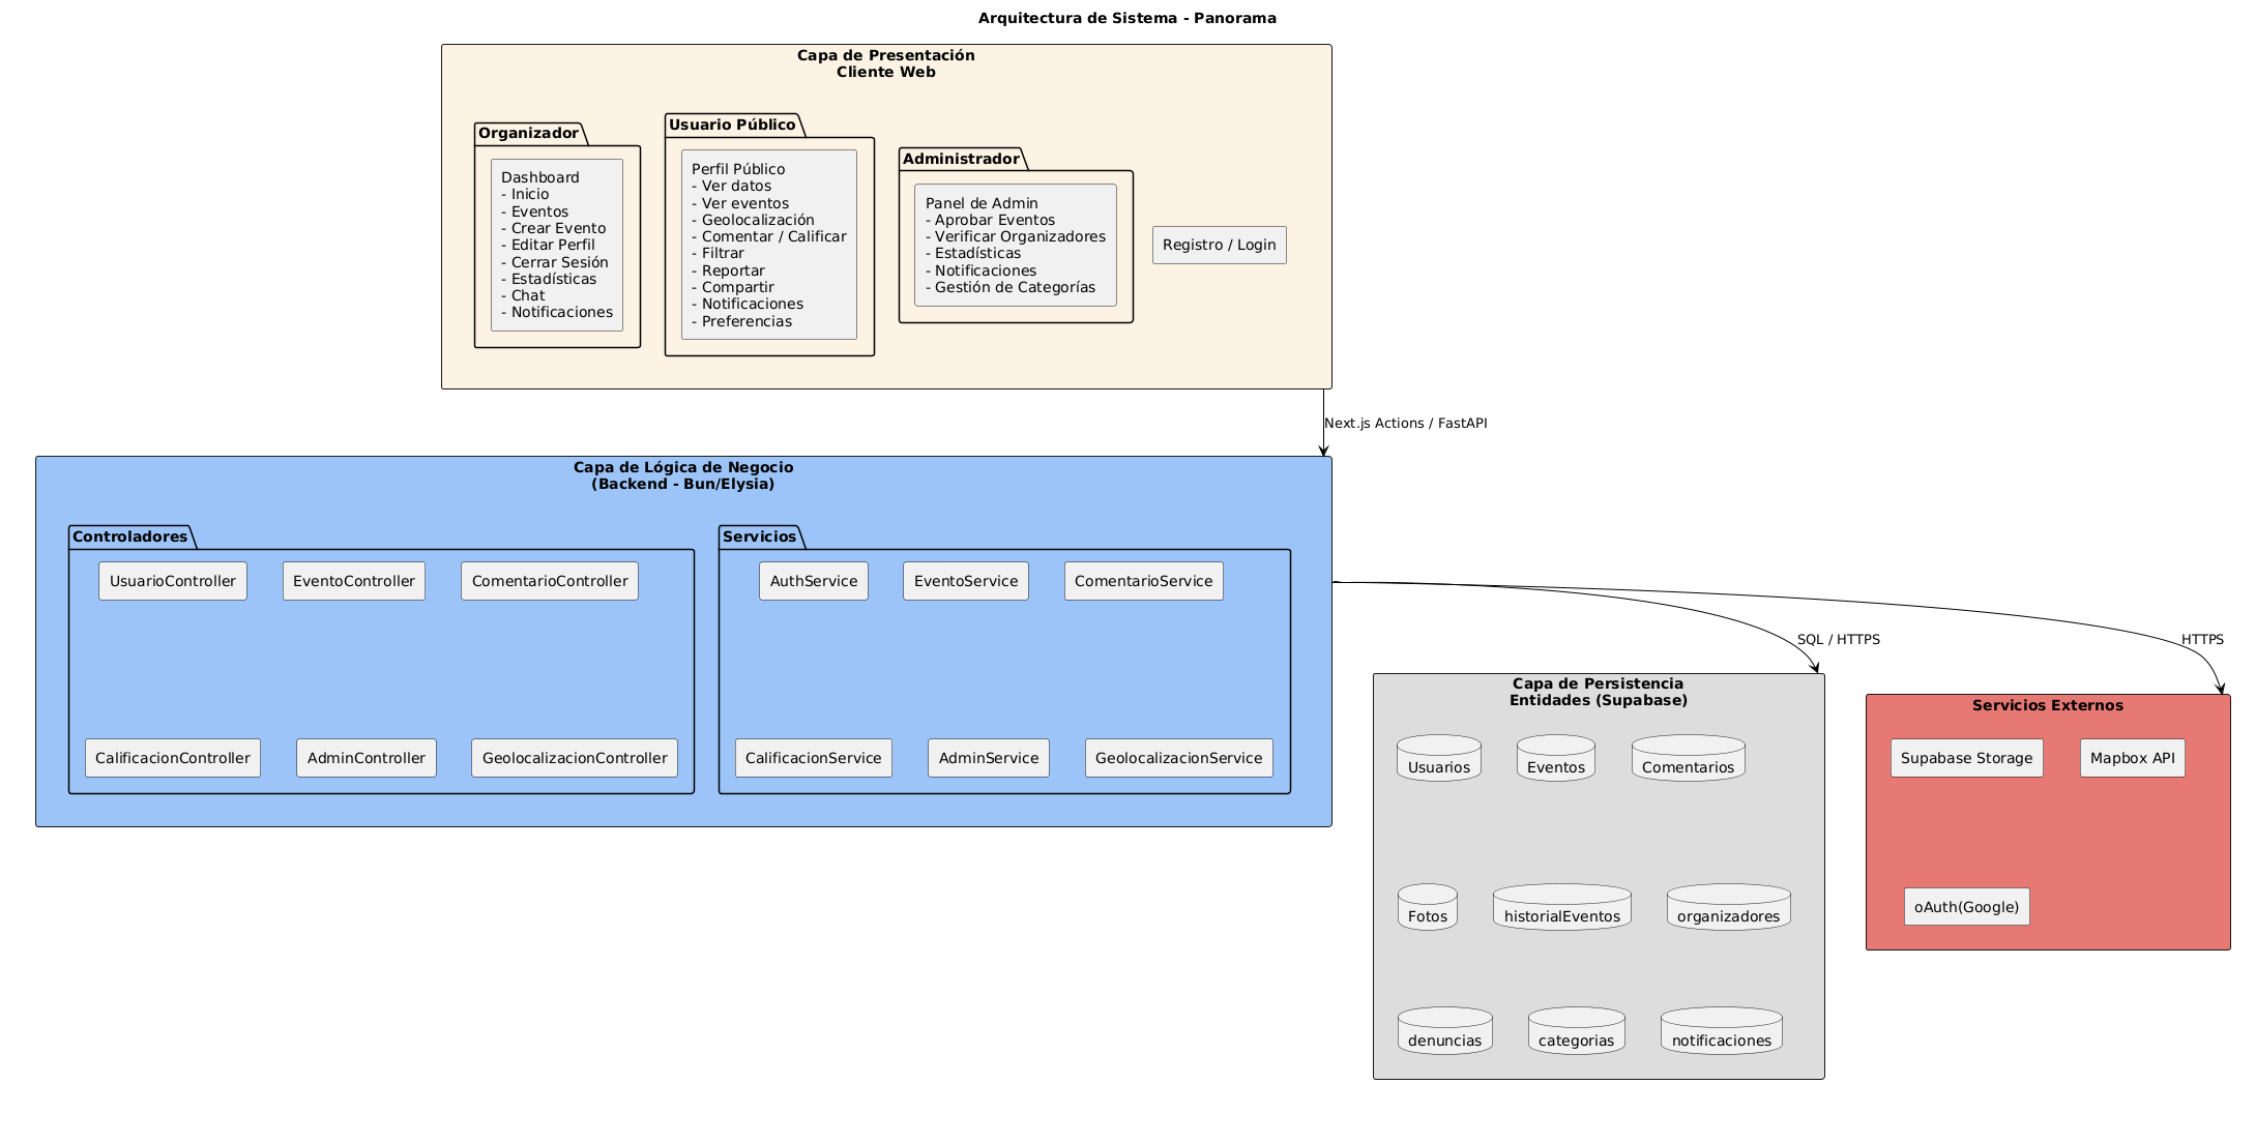 Arquitectura de Sistema - Panorama
Capa de Presentación
Cliente Web
Organizador
Dashboard
- Inicio
- Eventos
- Crear Evento
- Editar Perfil
- Cerrar Sesión
- Estadísticas
- Chat
- Notificaciones
Usuario Público
Perfil Público
- Ver datos
- Ver eventos
- Geolocalización
- Comentar / Calificar
- Filtrar
- Reportar
- Compartir
- Notificaciones
- Preferencias
Administrador
Panel de Admin
- Aprobar Eventos
- Verificar Organizadores
- Estadísticas
- Notificaciones
- Gestión de Categorías
Registro / Login
Next.js Actions / FastAPI
Capa de Lógica de Negocio
(Backend - Bun/Elysia)
Controladores
UsuarioController
EventoController
ComentarioController
CalificacionController
AdminController
GeolocalizacionController
Servicios
AuthService
EventoService
ComentarioService
CalificacionService
AdminService
GeolocalizacionService
SQL / HTTPS
HTTPS
Capa de Persistencia
Entidades (Supabase)
Usuarios
Eventos
Comentarios
Fotos
historialEventos
organizadores
denuncias
categorias
notificaciones
Servicios Externos
Supabase Storage
Mapbox API
oAuth(Google)